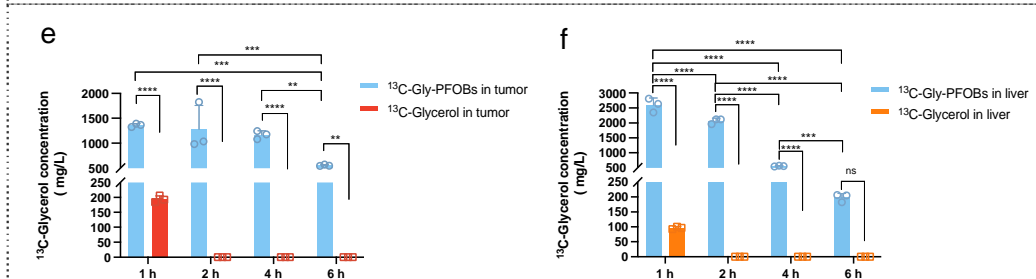 e
***
***
**
****
****
****
**
¹³C-Gly-PFOBs in tumor
¹³C-Glycerol in tumor
¹³C-Glycerol concentration
( mg/L)
2000
1500
1000
500
250
200
150
100
50
0
1 h
2 h
4 h
6 h
f
****
****
****
****
****
****
****
***
****
ns
¹³C-Gly-PFOBs in liver
¹³C-Glycerol in liver
¹³C-Glycerol concentration
( mg/L)
3000
2500
2000
1500
1000
500
250
200
150
100
50
0
1 h
2 h
4 h
6 h